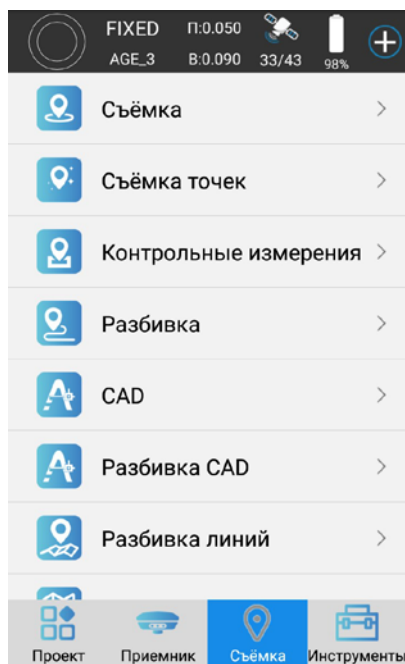 FIXED П:0.050
AGE_3 В:0.090 33/43 98%
Съёмка
Съёмка точек
Контрольные измерения
Разбивка
CAD
Разбивка CAD
Разбивка линий
Проект Приемник Съёмка Инструменты